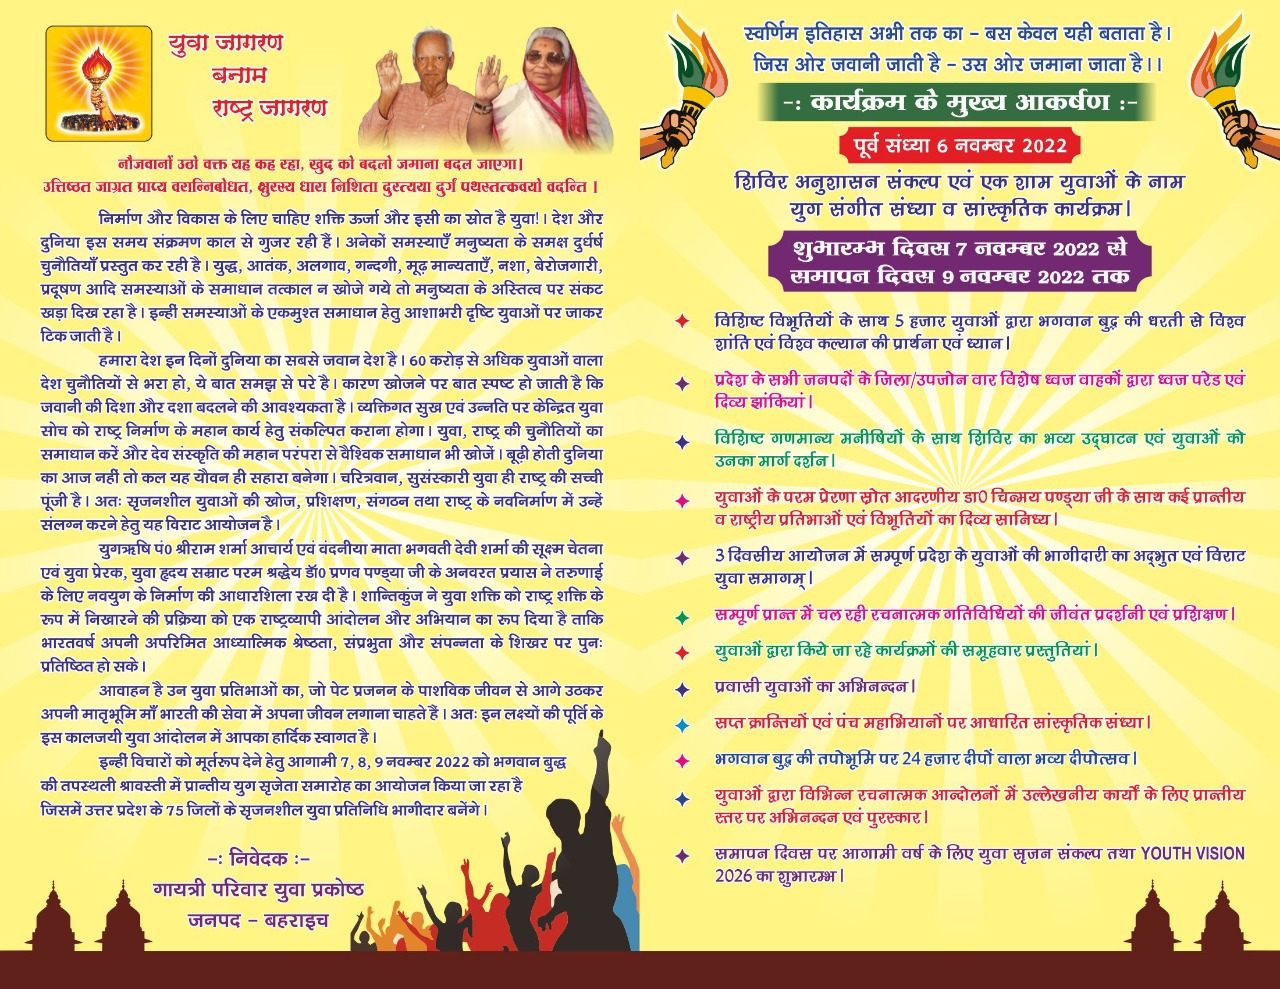 युवा जागरण
बनाम
राष्ट्र जागरण
नौजवानों उठो वक्त यह कह रहा, खुद को बदलो जमाना बदल जाएगा।
उत्तिष्ठत जाग्रत प्राप्य वरान्निबोधत, क्षुरस्य धारा निशिता दुरत्यया दुर्गं पथस्तत्कवयो वदन्ति ।
निर्माण और विकास के लिए चाहिए शक्ति ऊर्जा और इसी का स्रोत है युवा! । देश और
दुनिया इस समय संक्रमण काल से गुजर रही हैं । अनेकों समस्याएँ मनुष्यता के समक्ष दुर्धर्ष
चुनौतियाँ प्रस्तुत कर रही है । युद्ध, आतंक, अलगाव, गन्दगी, मूढ़ मान्यताएँ, नशा, बेरोजगारी,
प्रदूषण आदि समस्याओं के समाधान तत्काल न खोजे गये तो मनुष्यता के अस्तित्व पर संकट
खड़ा दिख रहा है । इन्हीं समस्याओं के एकमुश्त समाधान हेतु आशाभरी दृष्टि युवाओं पर जाकर
टिक जाती है ।
हमारा देश इन दिनों दुनिया का सबसे जवान देश है । 60 करोड़ से अधिक युवाओं वाला
देश चुनौतियों से भरा हो, ये बात समझ से परे है । कारण खोजने पर बात स्पष्ट हो जाती है कि
जवानी की दिशा और दशा बदलने की आवश्यकता है । व्यक्तिगत सुख एवं उन्नति पर केन्द्रित युवा
सोच को राष्ट्र निर्माण के महान कार्य हेतु संकल्पित कराना होगा । युवा, राष्ट्र की चुनौतियों का
समाधान करें और देव संस्कृति की महान परंपरा से वैश्विक समाधान भी खोजें । बूढ़ी होती दुनिया
का आज नहीं तो कल यह यौवन ही सहारा बनेगा । चरित्रवान, सुसंस्कारी युवा ही राष्ट्र की सच्ची
पूंजी है । अतः सृजनशील युवाओं की खोज, प्रशिक्षण, संगठन तथा राष्ट्र के नवनिर्माण में उन्हें
संलग्न करने हेतु यह विराट आयोजन है ।
युगऋषि पं0 श्रीराम शर्मा आचार्य एवं वंदनीया माता भगवती देवी शर्मा की सूक्ष्म चेतना
एवं युवा प्रेरक, युवा हृदय सम्राट परम श्रद्धेय डॉ0 प्रणव पण्ड्या जी के अनवरत प्रयास ने तरुणाई
के लिए नवयुग के निर्माण की आधारशिला रख दी है । शान्तिकुंज ने युवा शक्ति को राष्ट्र शक्ति के
रूप में निखारने की प्रक्रिया को एक राष्ट्रव्यापी आंदोलन और अभियान का रूप दिया है ताकि
भारतवर्ष अपनी अपरिमित आध्यात्मिक श्रेष्ठता, संप्रभुता और संपन्नता के शिखर पर पुनः
प्रतिष्ठित हो सके ।
आवाहन है उन युवा प्रतिभाओं का, जो पेट प्रजनन के पाशविक जीवन से आगे उठकर
अपनी मातृभूमि माँ भारती की सेवा में अपना जीवन लगाना चाहते हैं । अतः इन लक्ष्यों की पूर्ति के
इस कालजयी युवा आंदोलन में आपका हार्दिक स्वागत है ।
इन्हीं विचारों को मूर्तरूप देने हेतु आगामी 7, 8, 9 नवम्बर 2022 को भगवान बुद्ध
की तपस्थली श्रावस्ती में प्रान्तीय युग सृजेता समारोह का आयोजन किया जा रहा है
जिसमें उत्तर प्रदेश के 75 जिलों के सृजनशील युवा प्रतिनिधि भागीदार बनेंगे ।
-: निवेदक :-
गायत्री परिवार युवा प्रकोष्ठ
जनपद – बहराइच
स्वर्णिम इतिहास अभी तक का – बस केवल यही बताता है ।
जिस ओर जवानी जाती है – उस ओर जमाना जाता है । ।
-: कार्यक्रम के मुख्य आकर्षण :-
पूर्व संध्या 6 नवम्बर 2022
शिविर अनुशासन संकल्प एवं एक शाम युवाओं के नाम
युग संगीत संध्या व सांस्कृतिक कार्यक्रम ।
शुभारम्भ दिवस 7 नवम्बर 2022 से
समापन दिवस 9 नवम्बर 2022 तक
विशिष्ट विभूतियों के साथ 5 हजार युवाओं द्वारा भगवान बुद्ध की धरती से विश्व
शांति एवं विश्व कल्यान की प्रार्थना एवं ध्यान ।
प्रदेश के सभी जनपदों के जिला/उपजोन वार विशेष ध्वज वाहकों द्वारा ध्वज परेड एवं
दिव्य झांकियां ।
विशिष्ट गणमान्य मनीषियों के साथ शिविर का भव्य उद्घाटन एवं युवाओं को
उनका मार्ग दर्शन ।
युवाओं के परम प्रेरणा स्रोत आदरणीय डा0 चिन्मय पण्ड्या जी के साथ कई प्रान्तीय
व राष्ट्रीय प्रतिभाओं एवं विभूतियों का दिव्य सानिध्य ।
3 दिवसीय आयोजन में सम्पूर्ण प्रदेश के युवाओं की भागीदारी का अद्भुत एवं विराट
युवा समागम् ।
सम्पूर्ण प्रान्त में चल रही रचनात्मक गतिविधियों की जीवंत प्रदर्शनी एवं प्रशिक्षण ।
युवाओं द्वारा किये जा रहे कार्यक्रमों की समूहवार प्रस्तुतियां ।
प्रवासी युवाओं का अभिनन्दन ।
सप्त क्रान्तियों एवं पंच महाभियानों पर आधारित सांस्कृतिक संध्या ।
भगवान बुद्ध की तपोभूमि पर 24 हजार दीपों वाला भव्य दीपोत्सव ।
युवाओं द्वारा विभिन्न रचनात्मक आन्दोलनों में उल्लेखनीय कार्यों के लिए प्रान्तीय
स्तर पर अभिनन्दन एवं पुरस्कार ।
समापन दिवस पर आगामी वर्ष के लिए युवा सृजन संकल्प तथा YOUTH VISION
2026 का शुभारम्भ ।